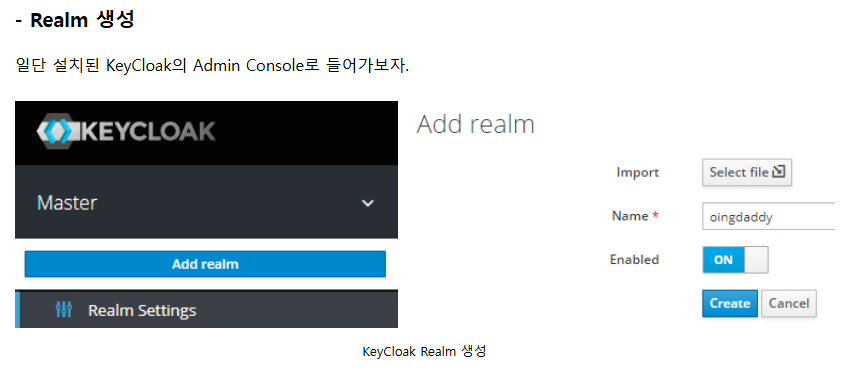 - Realm 생성
일단 설치된 KeyCloak의 Admin Console로 들어가보자.
KEYCLOAK
Master
Add realm
Realm Settings
Add realm
Import Select file
Name * oingdaddy
Enabled ON
Create Cancel
KeyCloak Realm 생성